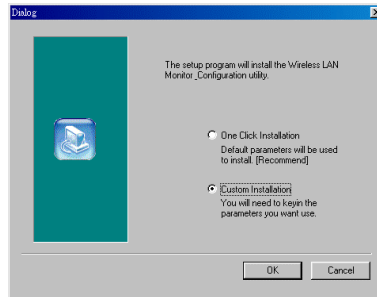 Dialog
The setup program will install the Wireless LAN
Monitor_Configuration utility.
One Click Installation
Default parameters will be used
to install. [Recommend]
Custom Installation
You will need to keyin the
parameters you want use.
OK
Cancel